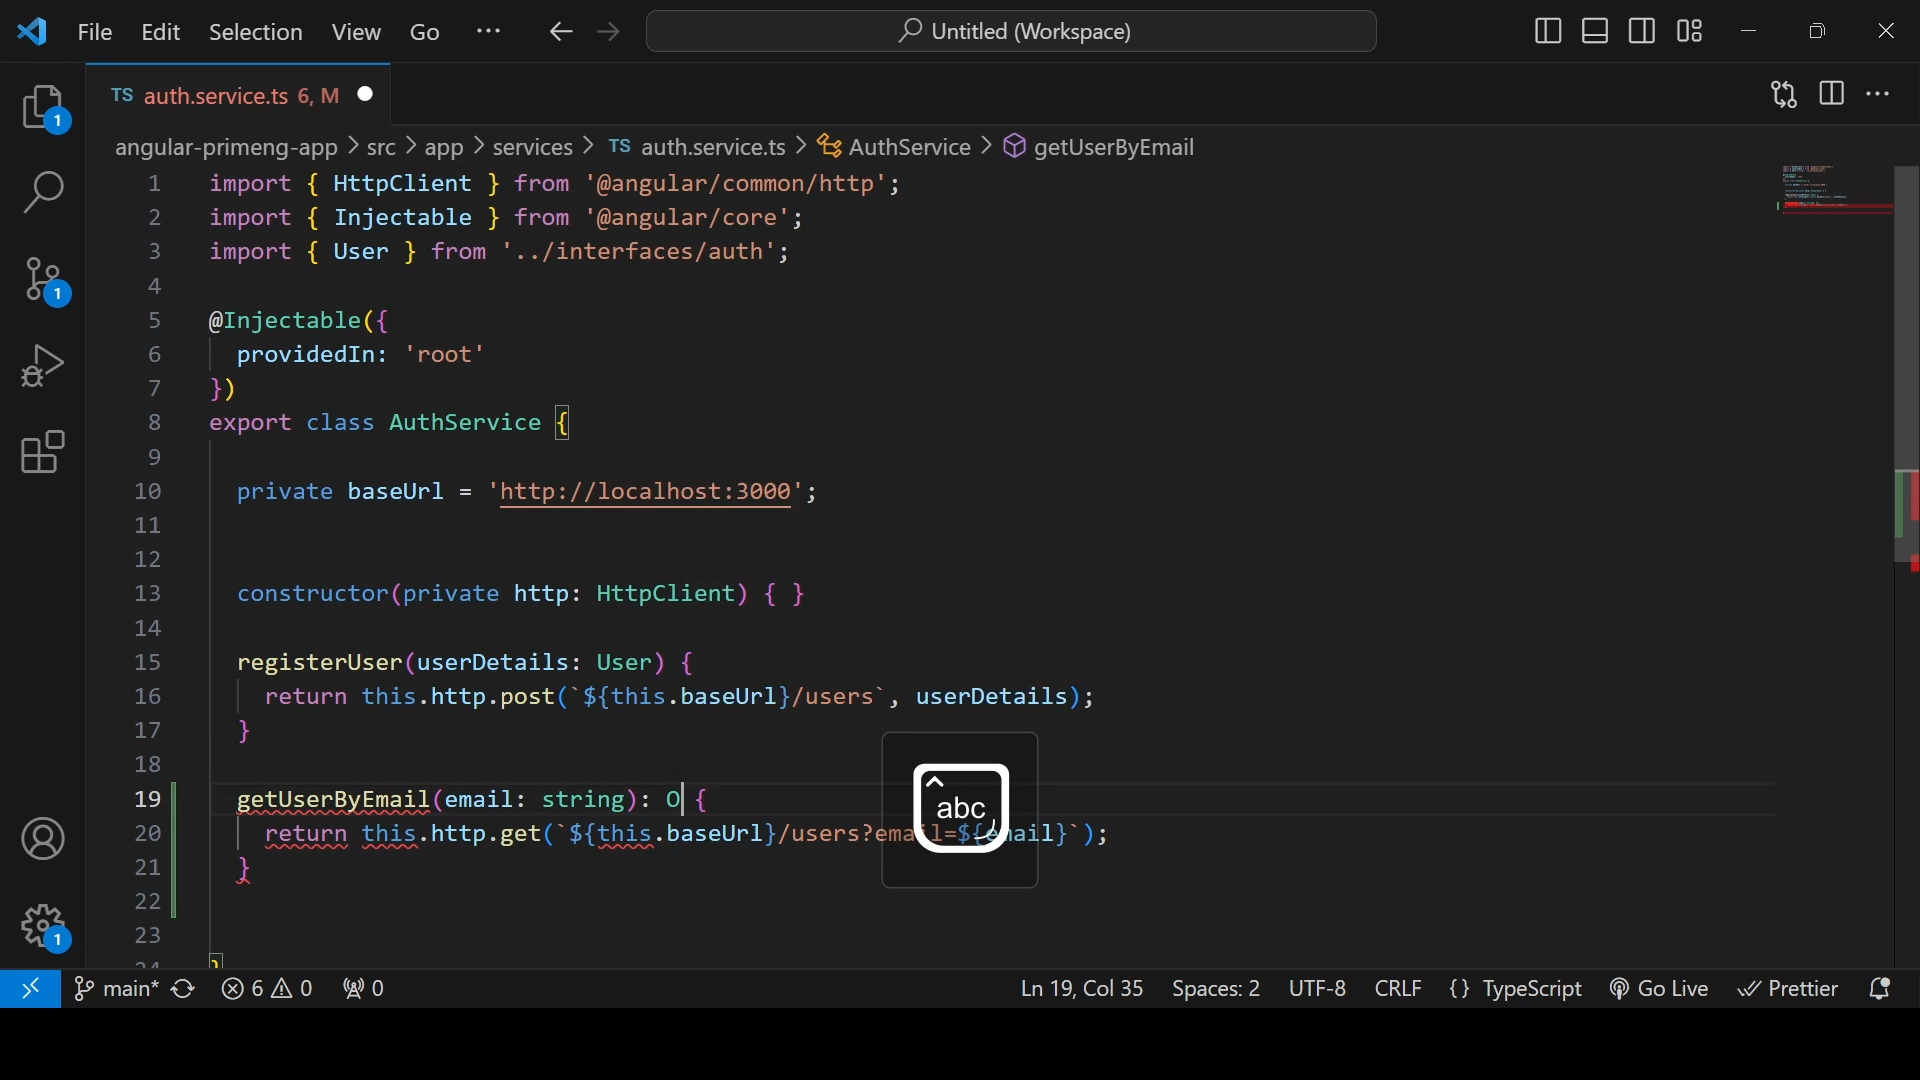 File Edit Selection View Go ··· Untitled (Workspace)
TS auth.service.ts 6, M
angular-primeng-app > src > app > services > TS auth.service.ts > AuthService > getUserByEmail
1 import { HttpClient } from '@angular/common/http';
2 import { Injectable } from '@angular/core';
3 import { User } from '../interfaces/auth';
4
5 @Injectable({
6 providedIn: 'root'
7 })
8 export class AuthService {
9
10 private baseUrl = 'http://localhost:3000';
11
12
13 constructor(private http: HttpClient) { }
14
15 registerUser(userDetails: User) {
16 return this.http.post(`${this.baseUrl}/users`, userDetails);
17 }
18
19 getUserByEmail(email: string): O {
20 return this.http.get(`${this.baseUrl}/users?email=${email}`);
21 }
22
23
24 }
abc
1
1
1
main* 6 0 0 Ln 19, Col 35 Spaces: 2 UTF-8 CRLF {} TypeScript Go Live Prettier